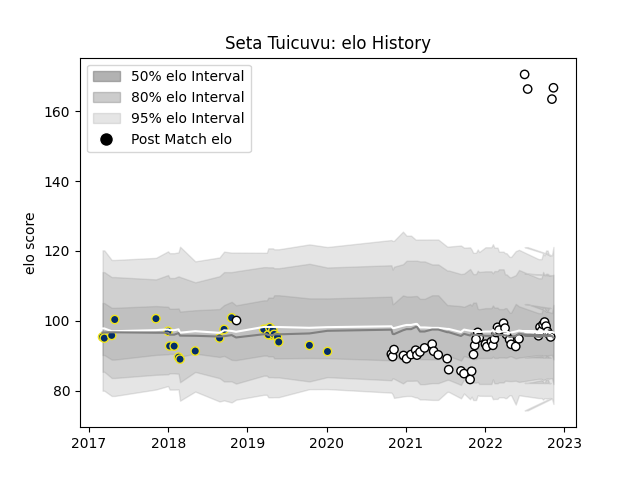 Seta Tuicuvu: elo History
50% elo Interval
80% elo Interval
95% elo Interval
Post Match elo
elo score
160
140
120
100
80
2017 2018 2019 2020 2021 2022 2023